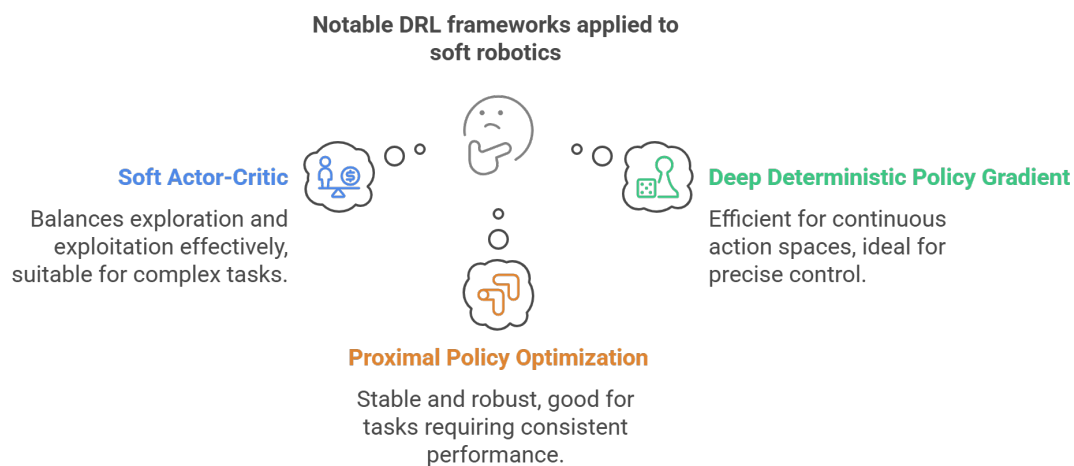 Notable DRL frameworks applied to
soft robotics
Soft Actor-Critic
Balances exploration and
exploitation effectively,
suitable for complex tasks.
Deep Deterministic Policy Gradient
Efficient for continuous
action spaces, ideal for
precise control.
Proximal Policy Optimization
Stable and robust, good for
tasks requiring consistent
performance.